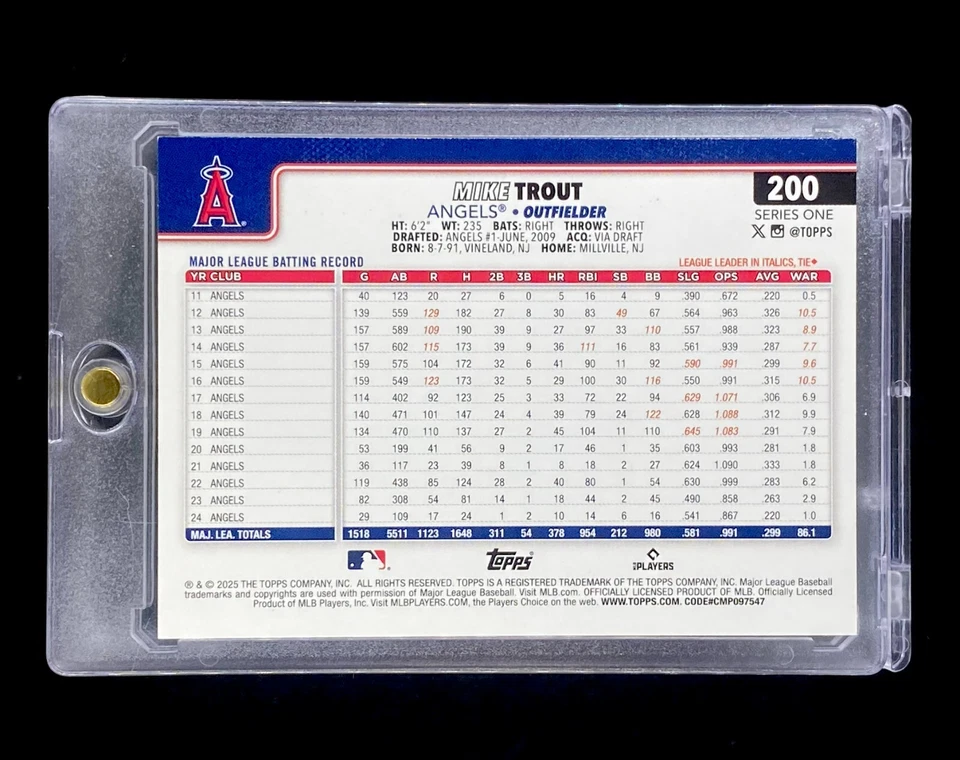 A
MIKE TROUT
200
ANGELS® • OUTFIELDER
SERIES ONE
HT: 6'2" WT: 235 BATS: RIGHT THROWS: RIGHT
@TOPPS
DRAFTED: ANGELS #1-JUNE, 2009 ACQ: VIA DRAFT
BORN: 8-7-91, VINELAND, NJ HOME: MILLVILLE, NJ
MAJOR LEAGUE BATTING RECORD LEAGUE LEADER IN ITALICS, TIE♦
YR CLUB G AB R H 2B 3B HR RBI SB BB SLG OPS AVG WAR
11 ANGELS 40 123 20 27 6 0 5 16 4 9 .390 .672 .220 0.5
12 ANGELS 139 559 129 182 27 8 30 83 49 67 .564 .963 .326 10.5
13 ANGELS 157 589 109 190 39 9 27 97 33 110 .557 .988 .323 8.9
14 ANGELS 157 602 115 173 39 9 36 111 16 83 .561 .939 .287 7.7
15 ANGELS 159 575 104 172 32 6 41 90 11 92 .590 .991 .299 9.6
16 ANGELS 159 549 123 173 32 5 29 100 30 116 .550 .991 .315 10.5
17 ANGELS 114 402 92 123 25 3 33 72 22 94 .629 1.071 .306 6.9
18 ANGELS 140 471 101 147 24 4 39 79 24 122 .628 1.088 .312 9.9
19 ANGELS 134 470 110 137 27 2 45 104 11 110 .645 1.083 .291 7.9
20 ANGELS 53 199 41 56 9 2 17 46 1 35 .603 .993 .281 1.8
21 ANGELS 36 117 23 39 8 1 8 18 2 27 .624 1.090 .333 1.8
22 ANGELS 119 438 85 124 28 2 40 80 1 54 .630 .999 .283 6.2
23 ANGELS 82 308 54 81 14 1 18 44 2 45 .490 .858 .263 2.9
24 ANGELS 29 109 17 24 1 2 10 14 6 16 .541 .867 .220 1.0
MAJ. LEA. TOTALS 1518 5511 1123 1648 311 54 378 954 212 980 .581 .991 .299 86.1
Topps
PLAYERS
® & © 2025 THE TOPPS COMPANY, INC. ALL RIGHTS RESERVED. TOPPS IS A REGISTERED TRADEMARK OF THE TOPPS COMPANY, INC. Major League Baseball
trademarks and copyrights are used with permission of Major League Baseball. Visit MLB.com. OFFICIALLY LICENSED PRODUCT OF MLB. Officially Licensed
Product of MLB Players, Inc. Visit MLBPLAYERS.COM, the Players Choice on the web. WWW.TOPPS.COM. CODE#CMP097547